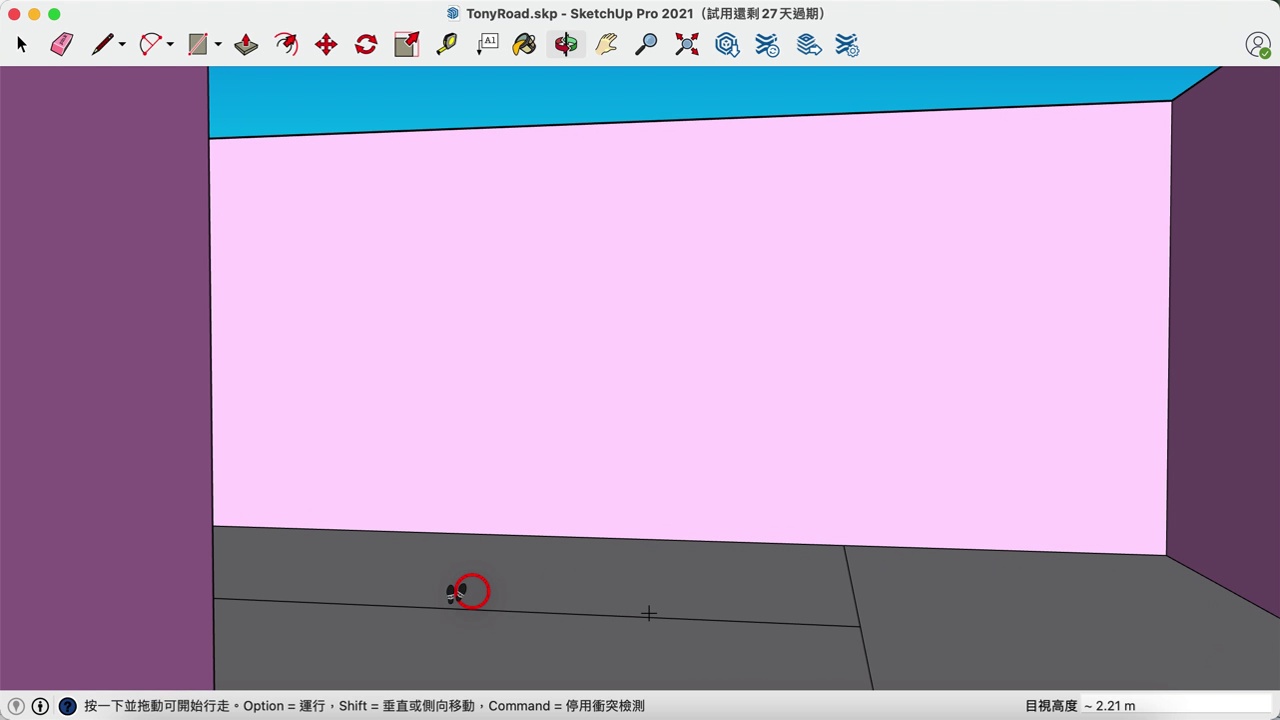 TonyRoad.skp - SketchUp Pro 2021（試用還剩 27 天過期）
A1
按一下並拖動可開始行走。Option = 運行，Shift = 垂直或側向移動，Command = 停用衝突檢測
目視高度 ~ 2.21 m